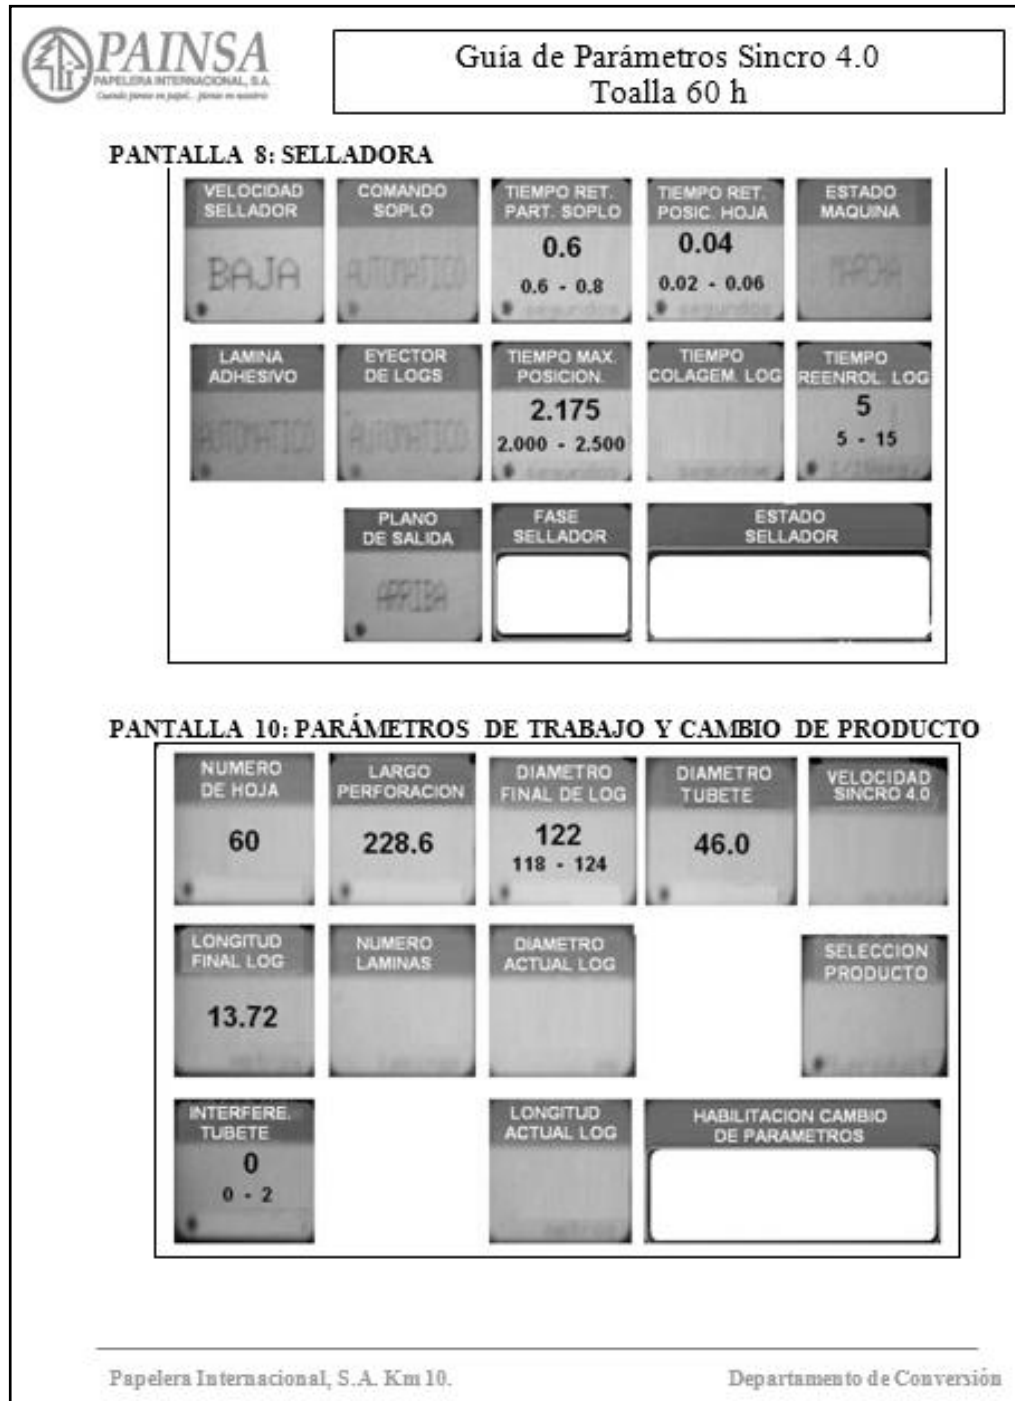 PAINSA
PAPELERA INTERNACIONAL, S.A.
Guía de Parámetros Sincro 4.0
Toalla 60 h
PANTALLA 8: SELLADORA
VELOCIDAD SELLADOR
BAJA
COMANDO SOPLO
AUTOMATICO
TIEMPO RET. PART. SOPLO
0.6
0.6 - 0.8
segundos
TIEMPO RET. POSIC. HOJA
0.04
0.02 - 0.06
segundos
ESTADO MAQUINA
MARCHA
LAMINA ADHESIVO
AUTOMATICO
EYECTOR DE LOGS
AUTOMATICO
TIEMPO MAX. POSICION.
2.175
2.000 - 2.500
segundos
TIEMPO COLAGEM. LOG
segundos
TIEMPO REENROL. LOG
5
5 - 15
PLANO DE SALIDA
ARRIBA
FASE SELLADOR
ESTADO SELLADOR
PANTALLA 10: PARÁMETROS DE TRABAJO Y CAMBIO DE PRODUCTO
NUMERO DE HOJA
60
LARGO PERFORACION
228.6
DIAMETRO FINAL DE LOG
122
118 - 124
DIAMETRO TUBETE
46.0
VELOCIDAD SINCRO 4.0
LONGITUD FINAL LOG
13.72
metros
NUMERO LAMINAS
DIAMETRO ACTUAL LOG
SELECCION PRODUCTO
INTERFERE. TUBETE
0
0 - 2
LONGITUD ACTUAL LOG
metros
HABILITACION CAMBIO DE PARAMETROS
Papelera Internacional, S.A. Km 10.
Departamento de Conversión